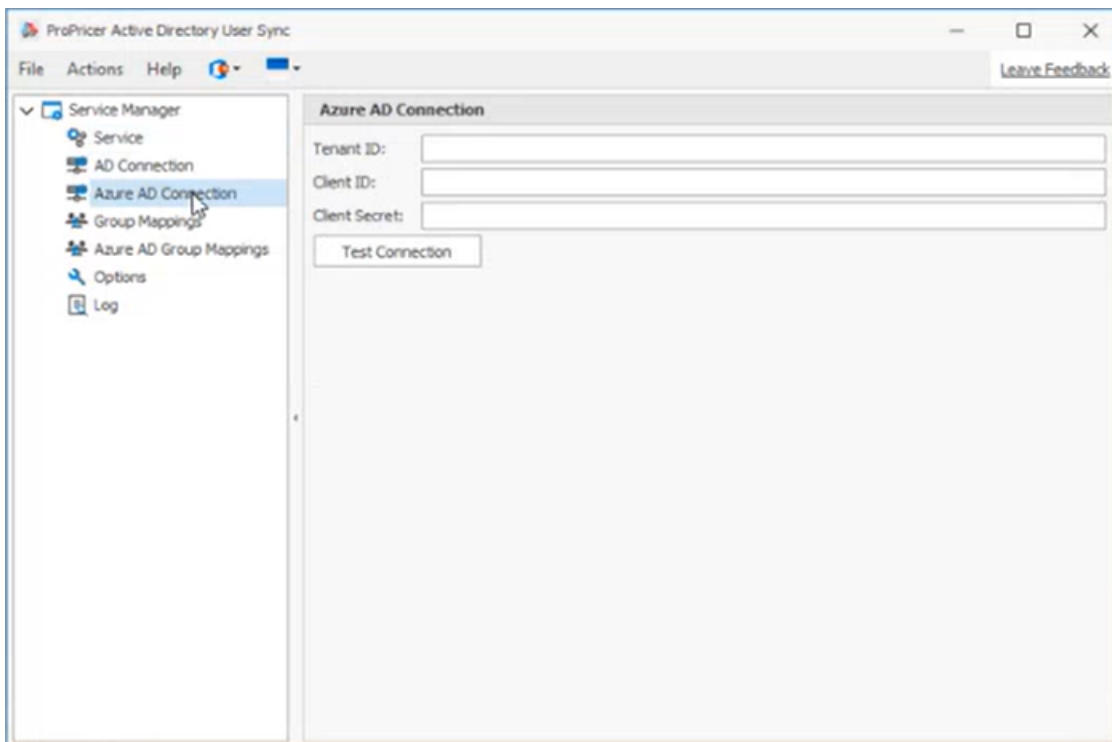 ProPricer Active Directory User Sync
File Actions Help
Leave Feedback
Service Manager
Service
AD Connection
Azure AD Connection
Group Mappings
Azure AD Group Mappings
Options
Log
Azure AD Connection
Tenant ID:
Client ID:
Client Secret:
Test Connection